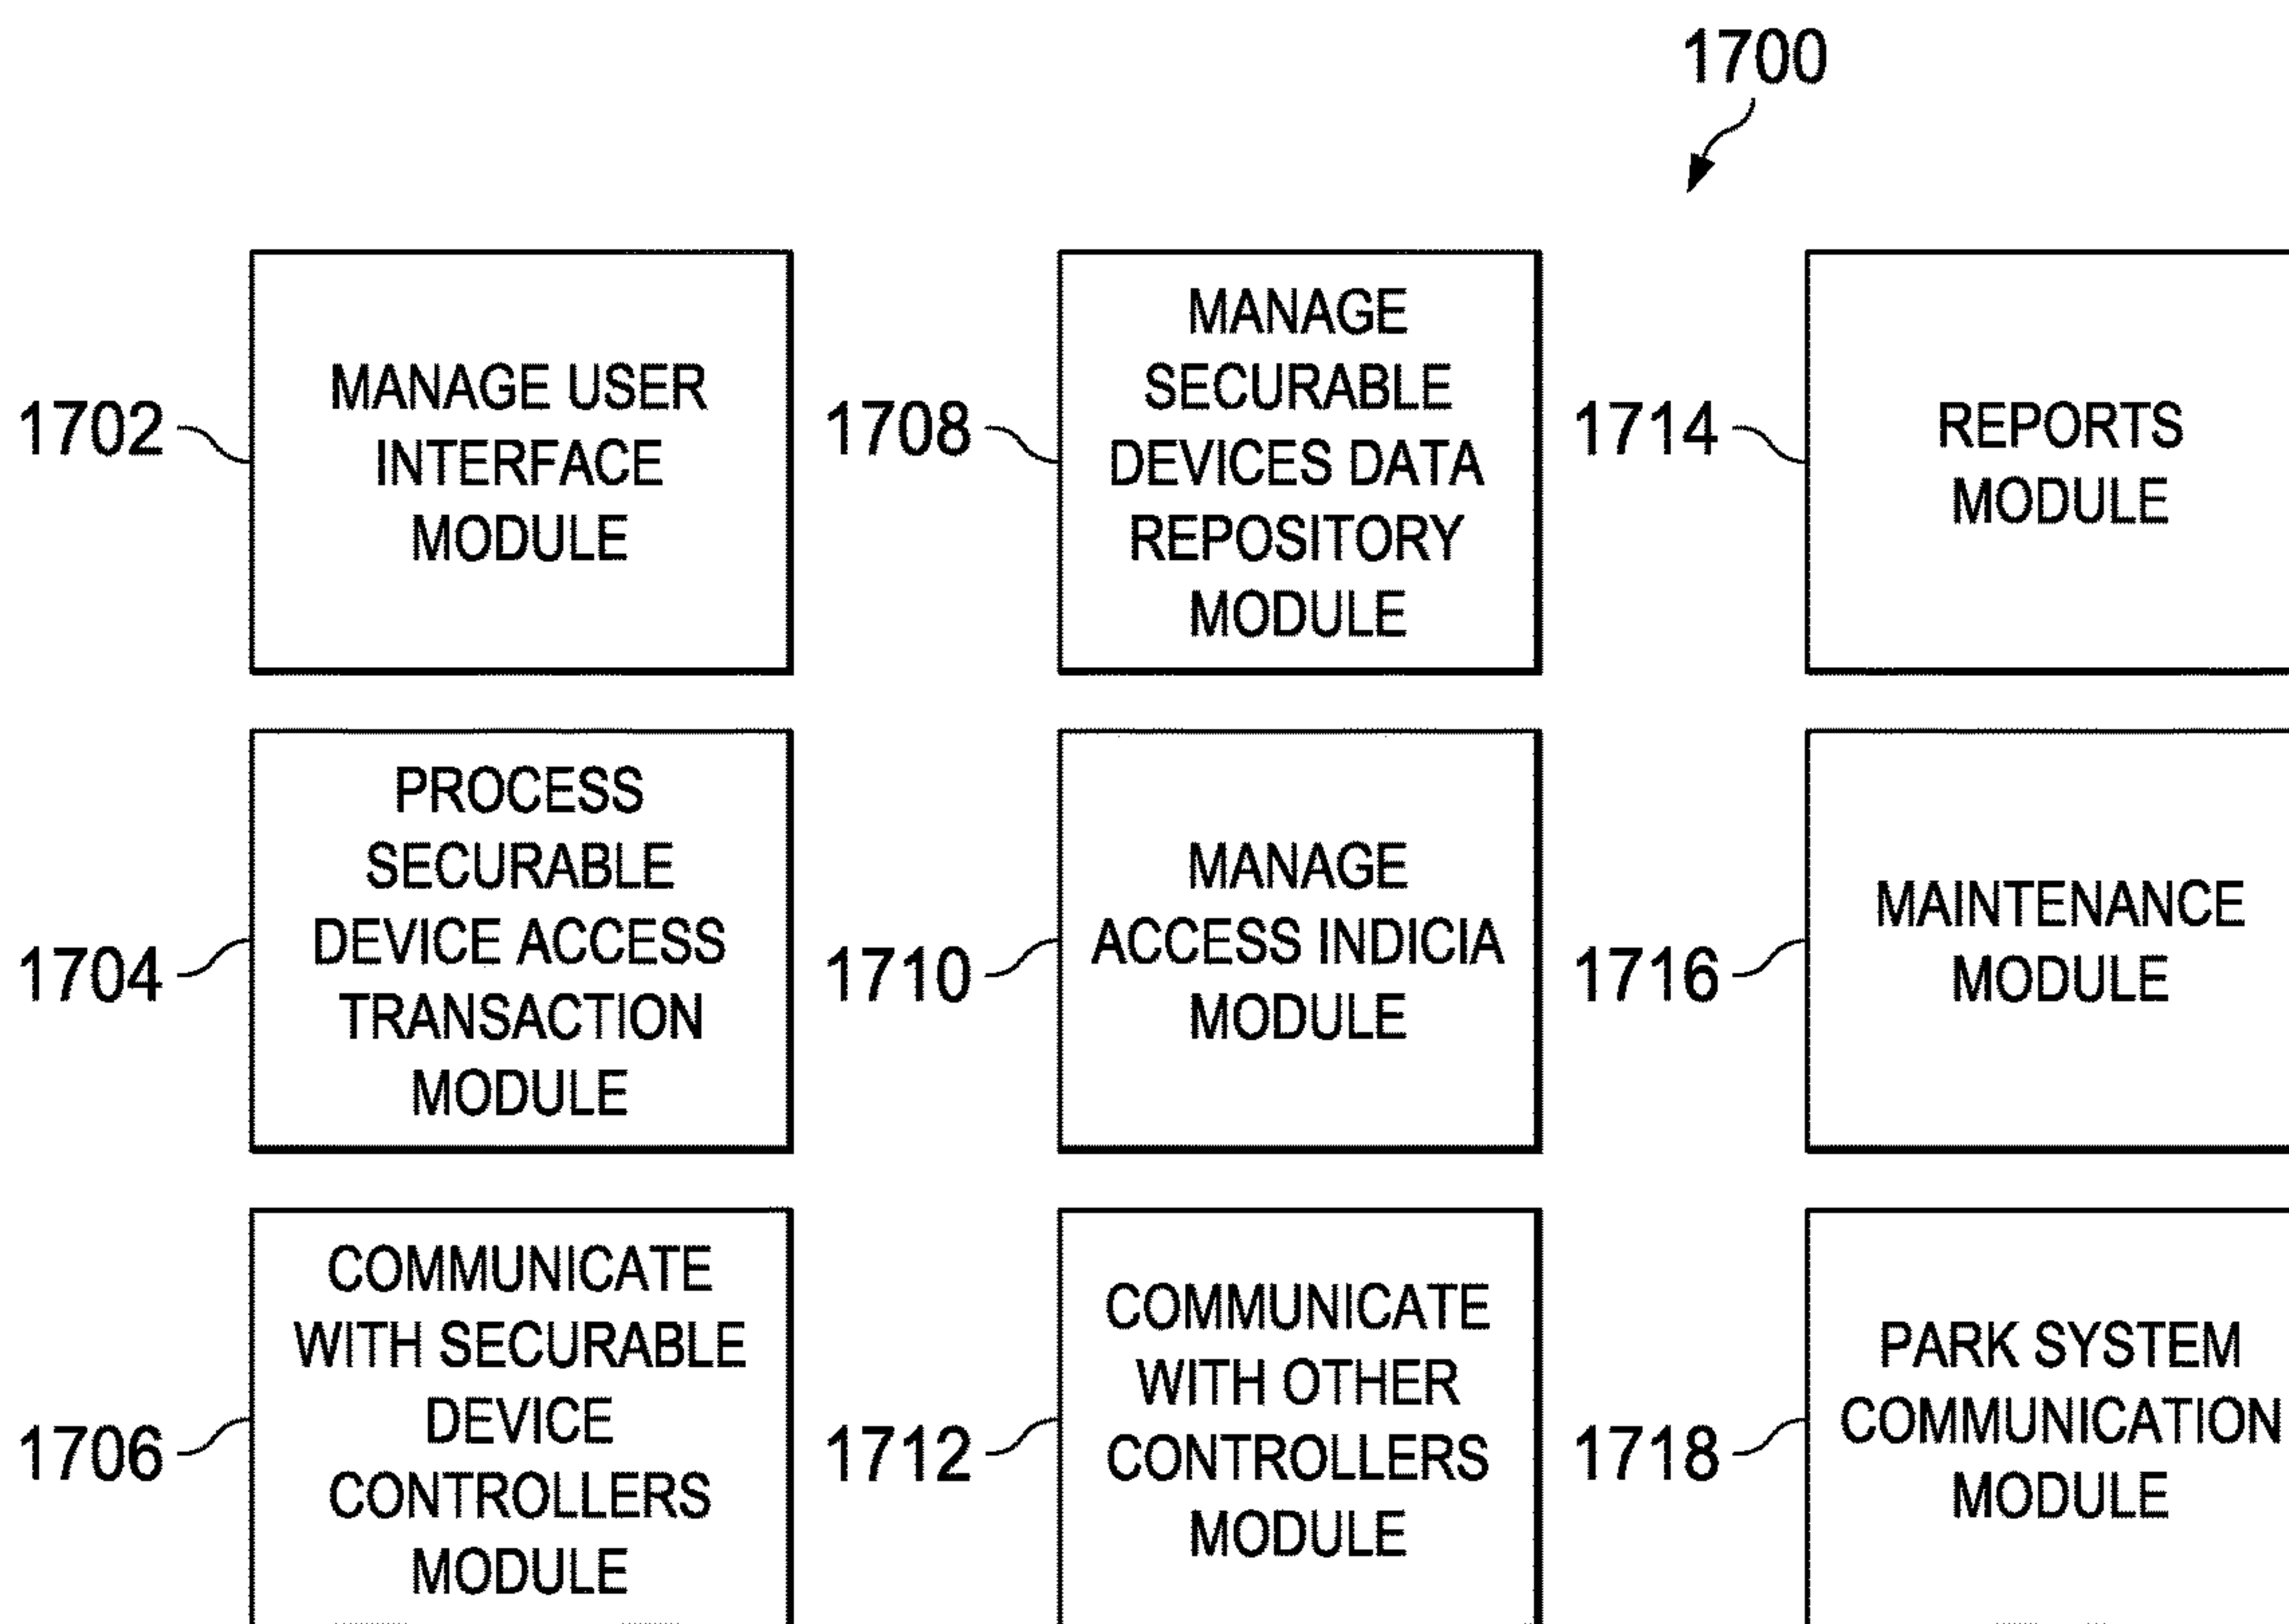 1700
1702
MANAGE USER
INTERFACE
MODULE
1708
MANAGE
SECURABLE
DEVICES DATA
REPOSITORY
MODULE
1714
REPORTS
MODULE
1704
PROCESS
SECURABLE
DEVICE ACCESS
TRANSACTION
MODULE
1710
MANAGE
ACCESS INDICIA
MODULE
1716
MAINTENANCE
MODULE
1706
COMMUNICATE
WITH SECURABLE
DEVICE
CONTROLLERS
MODULE
1712
COMMUNICATE
WITH OTHER
CONTROLLERS
MODULE
1718
PARK SYSTEM
COMMUNICATION
MODULE